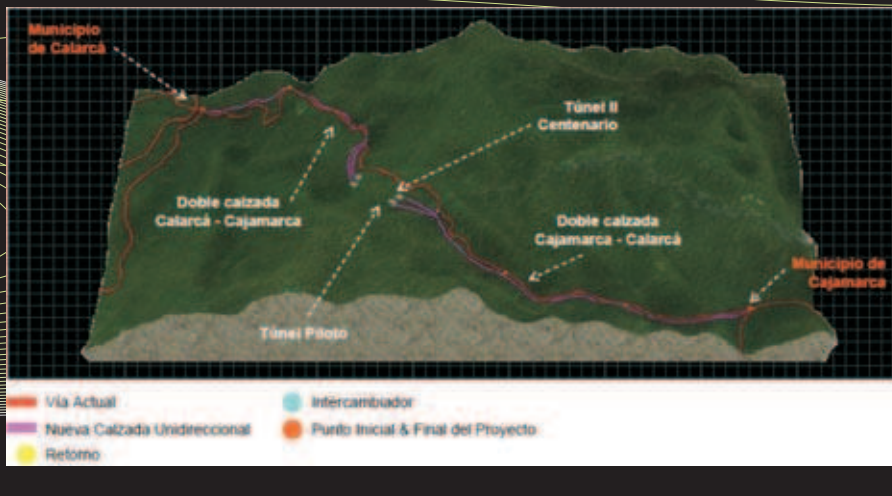 Municipio
de Calarcá
Túnel II
Centenario
Doble calzada
Calarcá - Cajamarca
Doble calzada
Cajamarca - Calarcá
Municipio de
Cajamarca
Túnel Piloto
Vía Actual
Intercambiador
Nueva Calzada Unidireccional
Punto Inicial & Final del Proyecto
Retorno